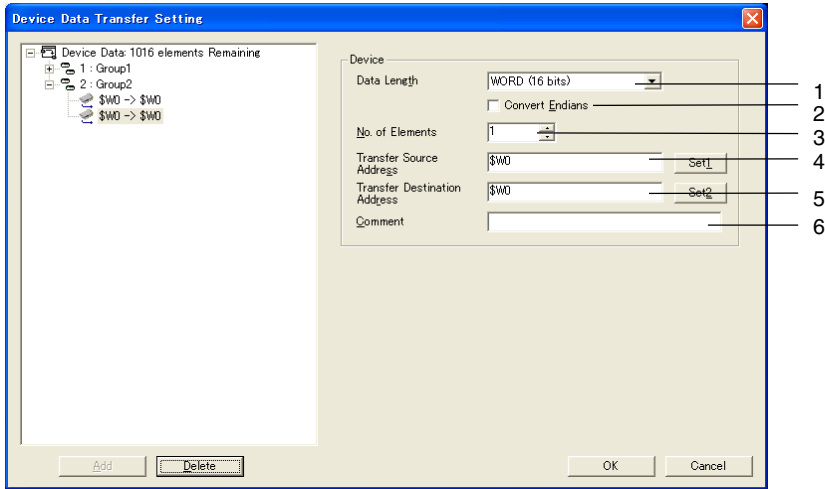 Device Data Transfer Setting
Device Data: 1016 elements Remaining
1 : Group1
2 : Group2
$W0 -> $W0
$W0 -> $W0
Device
Data Length
WORD (16 bits)
1
Convert Endians
2
No. of Elements
1
3
Transfer Source
Address
$W0
Set1
4
Transfer Destination
Address
$W0
Set2
5
Comment
6
Add
Delete
OK
Cancel